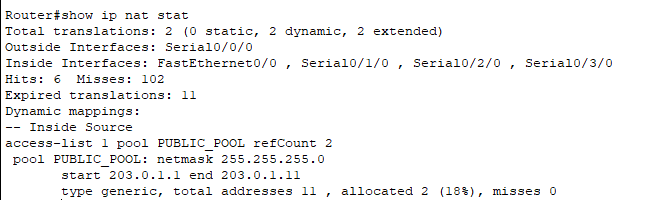 Router#show ip nat stat
Total translations: 2 (0 static, 2 dynamic, 2 extended)
Outside Interfaces: Serial0/0/0
Inside Interfaces: FastEthernet0/0 , Serial0/1/0 , Serial0/2/0 , Serial0/3/0
Hits: 6  Misses: 102
Expired translations: 11
Dynamic mappings:
-- Inside Source
access-list 1 pool PUBLIC_POOL refCount 2
 pool PUBLIC_POOL: netmask 255.255.255.0
       start 203.0.1.1 end 203.0.1.11
       type generic, total addresses 11 , allocated 2 (18%), misses 0